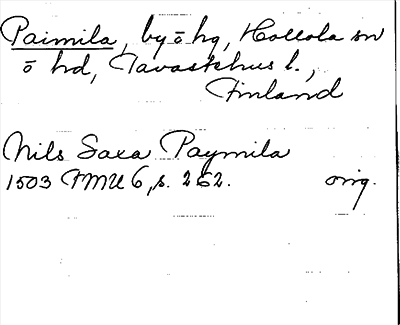 Paimila, by ō hg, Hollola sn
ō hd, Tavastehus l.,
Finland
Nils Saxa Paymila
1503 FMU 6, s. 262. orig.